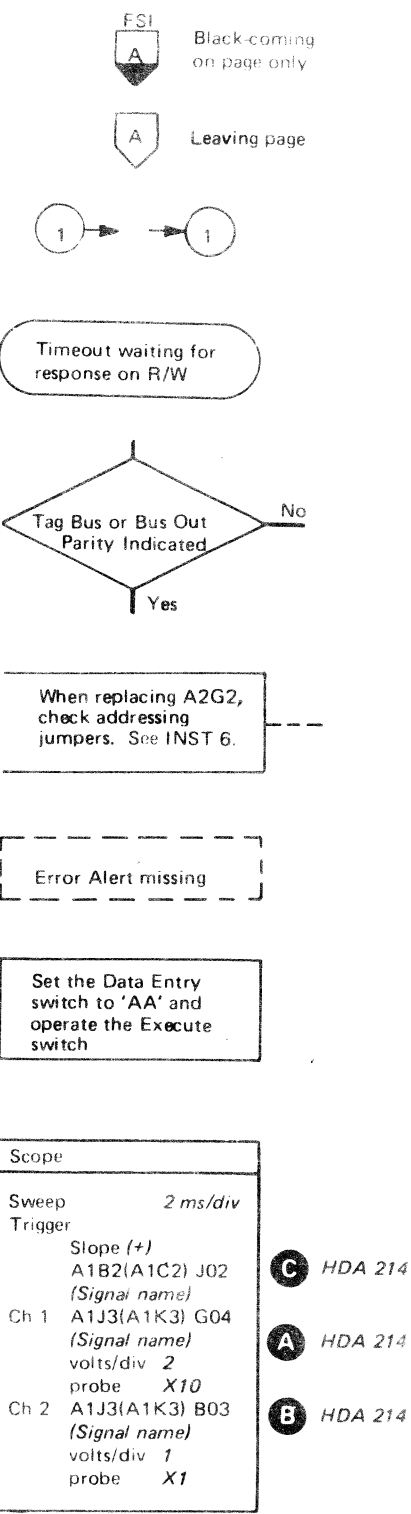 FSI
A
Black-coming
on page only
A
Leaving page
1
1
Timeout waiting for
response on R/W
Tag Bus or Bus Out
Parity Indicated
No
Yes
When replacing A2G2,
check addressing
jumpers. See INST 6.
Error Alert missing
Set the Data Entry
switch to 'AA' and
operate the Execute
switch
Scope
Sweep 2 ms/div
Trigger
Slope (+)
A1B2(A1C2) J02
(Signal name)
C HDA 214
Ch 1 A1J3(A1K3) G04
(Signal name)
A HDA 214
volts/div 2
probe X10
Ch 2 A1J3(A1K3) B03
B HDA 214
(Signal name)
volts/div 1
probe X1